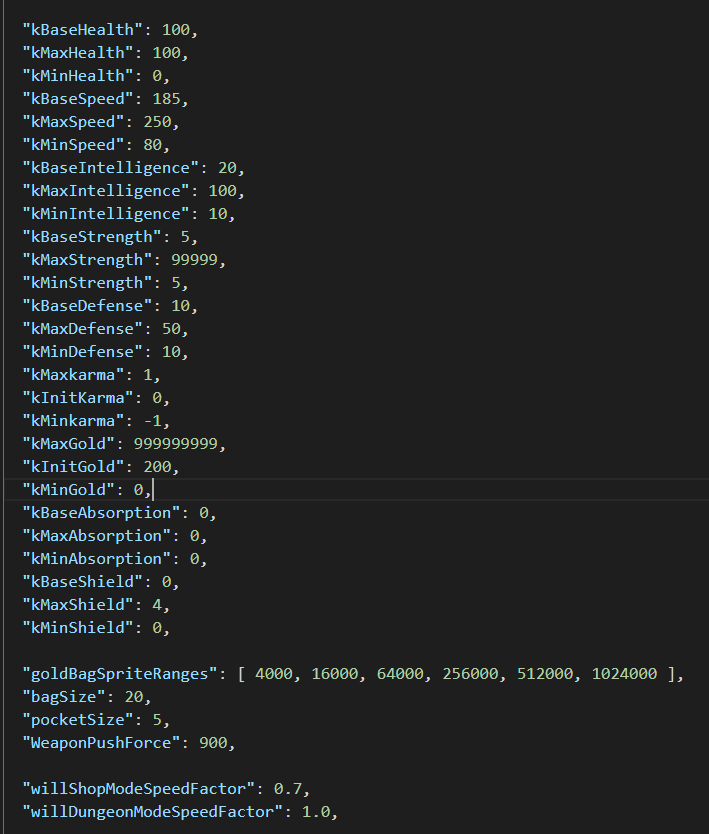 "kBaseHealth": 100,
"kMaxHealth": 100,
"kMinHealth": 0,
"kBaseSpeed": 185,
"kMaxSpeed": 250,
"kMinSpeed": 80,
"kBaseIntelligence": 20,
"kMaxIntelligence": 100,
"kMinIntelligence": 10,
"kBaseStrength": 5,
"kMaxStrength": 99999,
"kMinStrength": 5,
"kBaseDefense": 10,
"kMaxDefense": 50,
"kMinDefense": 10,
"kMaxkarma": 1,
"kInitKarma": 0,
"kMinkarma": -1,
"kMaxGold": 999999999,
"kInitGold": 200,
"kMinGold": 0,
"kBaseAbsorption": 0,
"kMaxAbsorption": 0,
"kMinAbsorption": 0,
"kBaseShield": 0,
"kMaxShield": 4,
"kMinShield": 0,
"goldBagSpriteRanges": [ 4000, 16000, 64000, 256000, 512000, 1024000 ],
"bagSize": 20,
"pocketSize": 5,
"WeaponPushForce": 900,
"willShopModeSpeedFactor": 0.7,
"willDungeonModeSpeedFactor": 1.0,